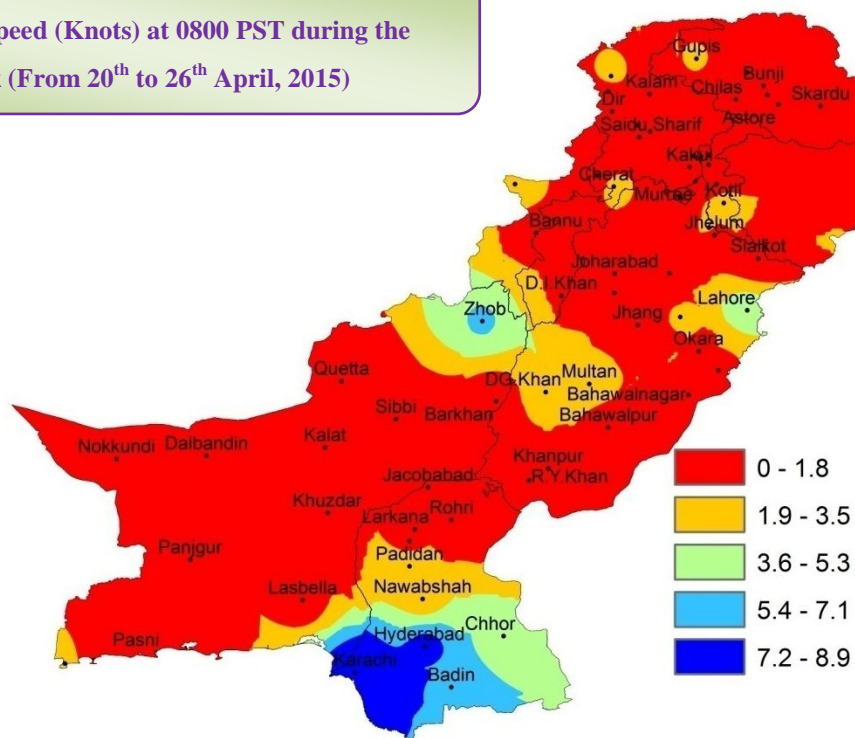 peed (Knots) at 0800 PST during the
(From 20th to 26th April, 2015)
Gupis
Bunji
Kalam
Chilas
Skardu
Dir
Astore
Saidu Sharif
Kakul
Cherat
Murree
Kotli
Bannu
Jhelum
Sialkot
Joharabad
D.I.Khan
Zhob
Jhang
Lahore
Okara
Quetta
DG.Khan
Multan
Bahawalnagar
Sibbi
Barkhan
Bahawalpur
Nokkundi
Dalbandin
Kalat
Khanpur
R.Y.Khan
Jacobabad
Khuzdar
Larkana
Rohri
Panjgur
Padidan
Lasbella
Nawabshah
Pasni
Hyderabad
Chhor
Karachi
Badin
0 - 1.8
1.9 - 3.5
3.6 - 5.3
5.4 - 7.1
7.2 - 8.9